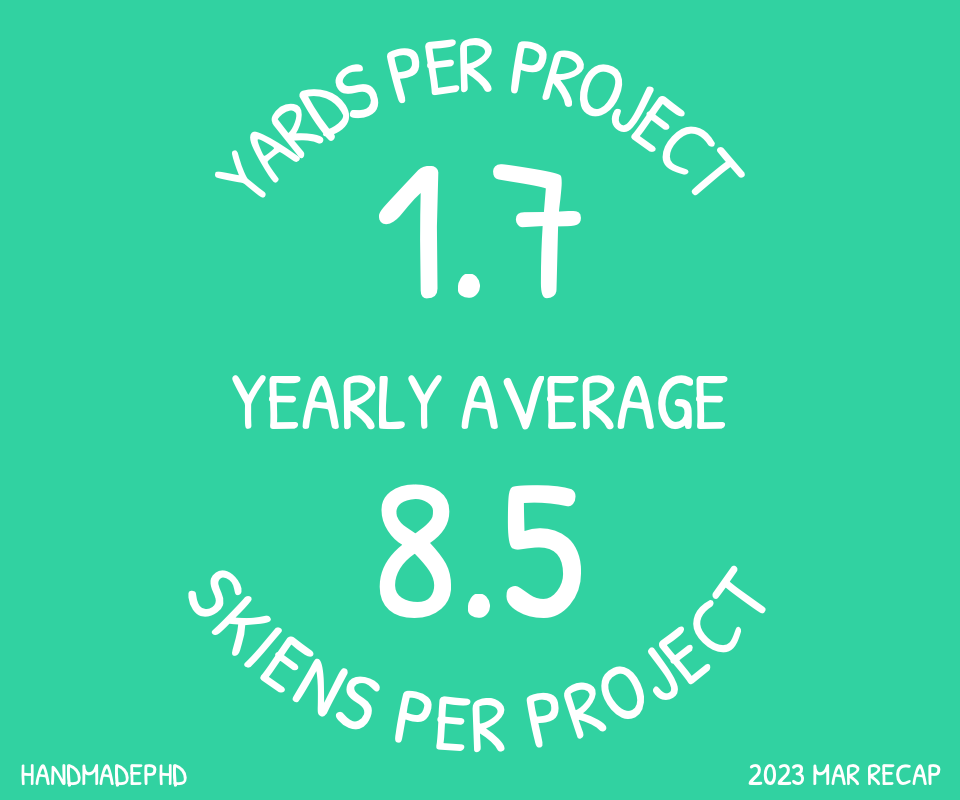 YARDS PER PROJECT
1.7
YEARLY AVERAGE
8.5
SKIENS PER PROJECT
HANDMADEPHD
2023 MAR RECAP